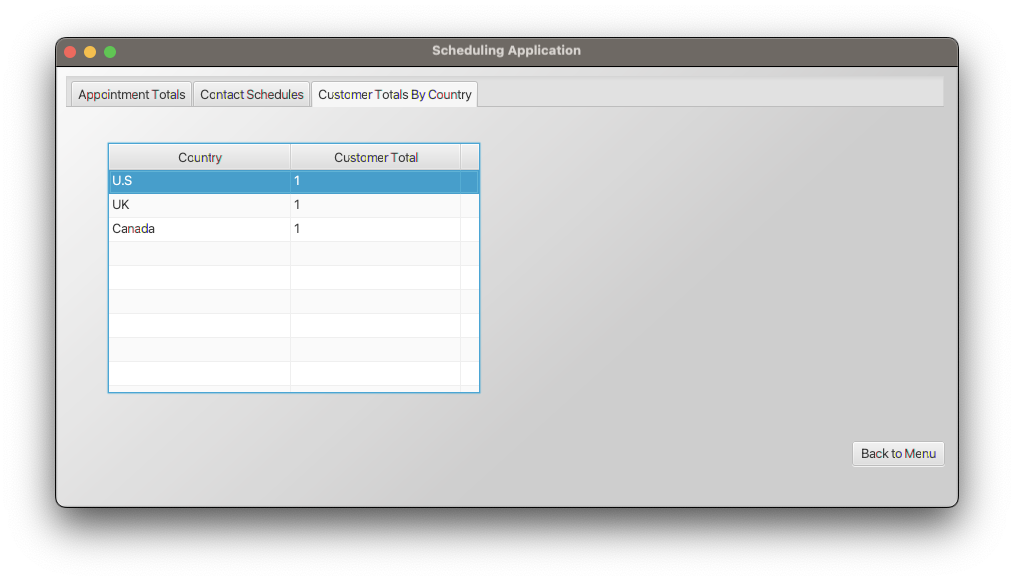 Scheduling Application
Appointment Totals Contact Schedules Customer Totals By Country
Country Customer Total
U.S 1
UK 1
Canada 1
Back to Menu